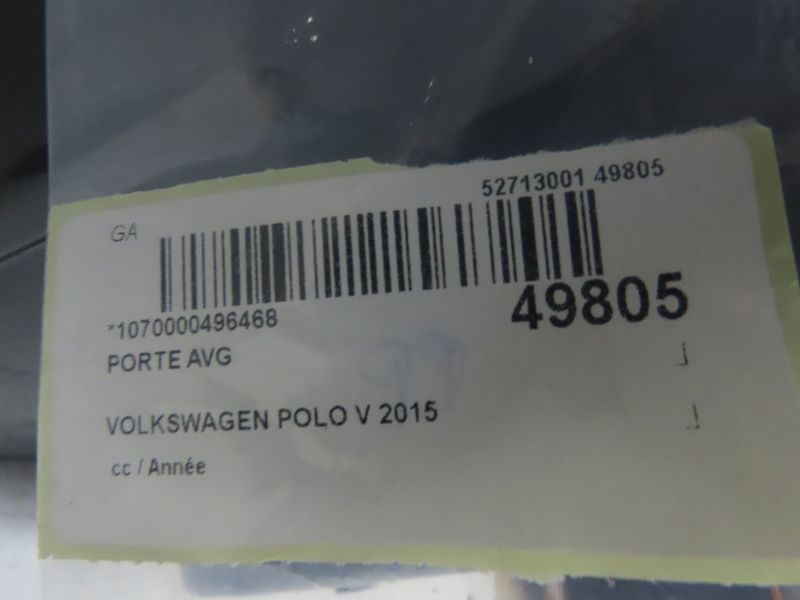 52713001 49805
GA
49805
*1070000496468
PORTE AVG
VOLKSWAGEN POLO V 2015
cc / Année